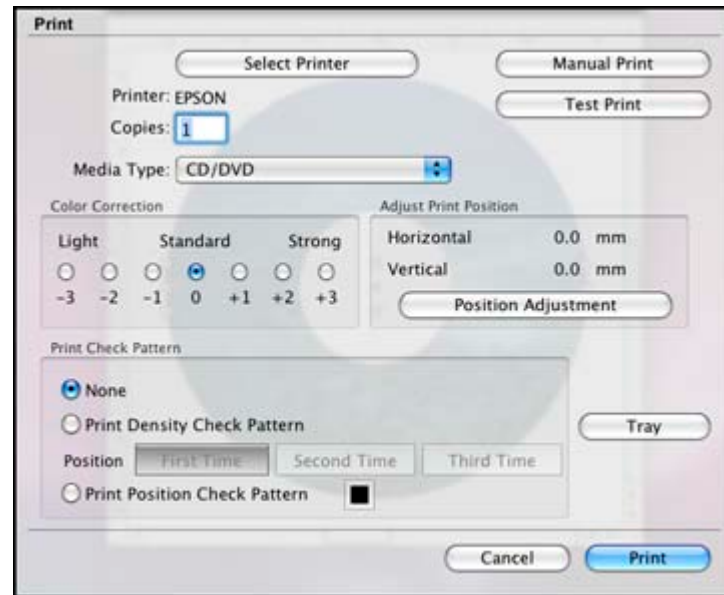 Print
Select Printer
Manual Print
Printer: EPSON
Test Print
Copies: 1
Media Type: CD/DVD
Color Correction
Adjust Print Position
Light Standard Strong
Horizontal 0.0 mm
Vertical 0.0 mm
-3 -2 -1 0 +1 +2 +3
Position Adjustment
Print Check Pattern
None
Print Density Check Pattern
Tray
Position First Time Second Time Third Time
Print Position Check Pattern
Cancel Print